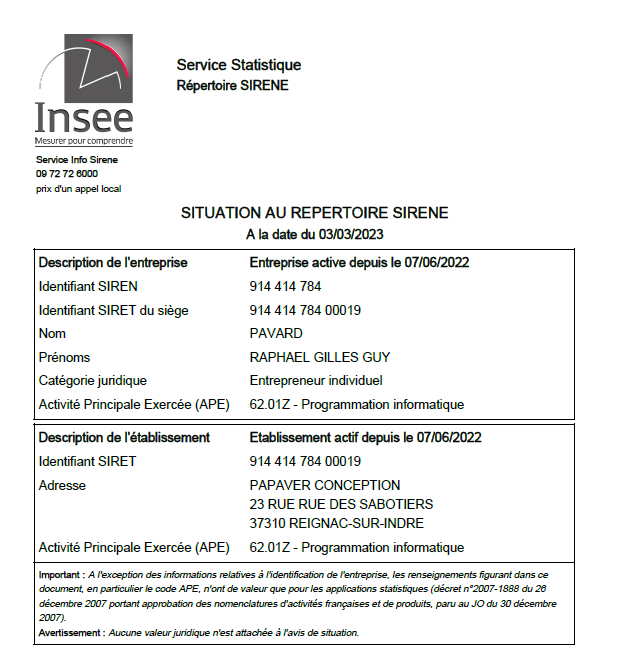 Service Statistique
Répertoire SIRENE
Insee
Mesurer pour comprendre
Service Info Sirene
09 72 72 6000
prix d'un appel local
SITUATION AU REPERTOIRE SIRENE
A la date du 03/03/2023
Description de l'entreprise Entreprise active depuis le 07/06/2022
Identifiant SIREN 914 414 784
Identifiant SIRET du siège 914 414 784 00019
Nom PAVARD
Prénoms RAPHAEL GILLES GUY
Catégorie juridique Entrepreneur individuel
Activité Principale Exercée (APE) 62.01Z - Programmation informatique
Description de l'établissement Etablissement actif depuis le 07/06/2022
Identifiant SIRET 914 414 784 00019
Adresse PAPAVER CONCEPTION
23 RUE RUE DES SABOTIERS
37310 REIGNAC-SUR-INDRE
Activité Principale Exercée (APE) 62.01Z - Programmation informatique
Important : A l'exception des informations relatives à l'identification de l'entreprise, les renseignements figurant dans ce
document, en particulier le code APE, n'ont de valeur que pour les applications statistiques (décret n°2007-1888 du 26
décembre 2007 portant approbation des nomenclatures d'activités françaises et de produits, paru au JO du 30 décembre
2007).
Avertissement : Aucune valeur juridique n'est attachée à l'avis de situation.